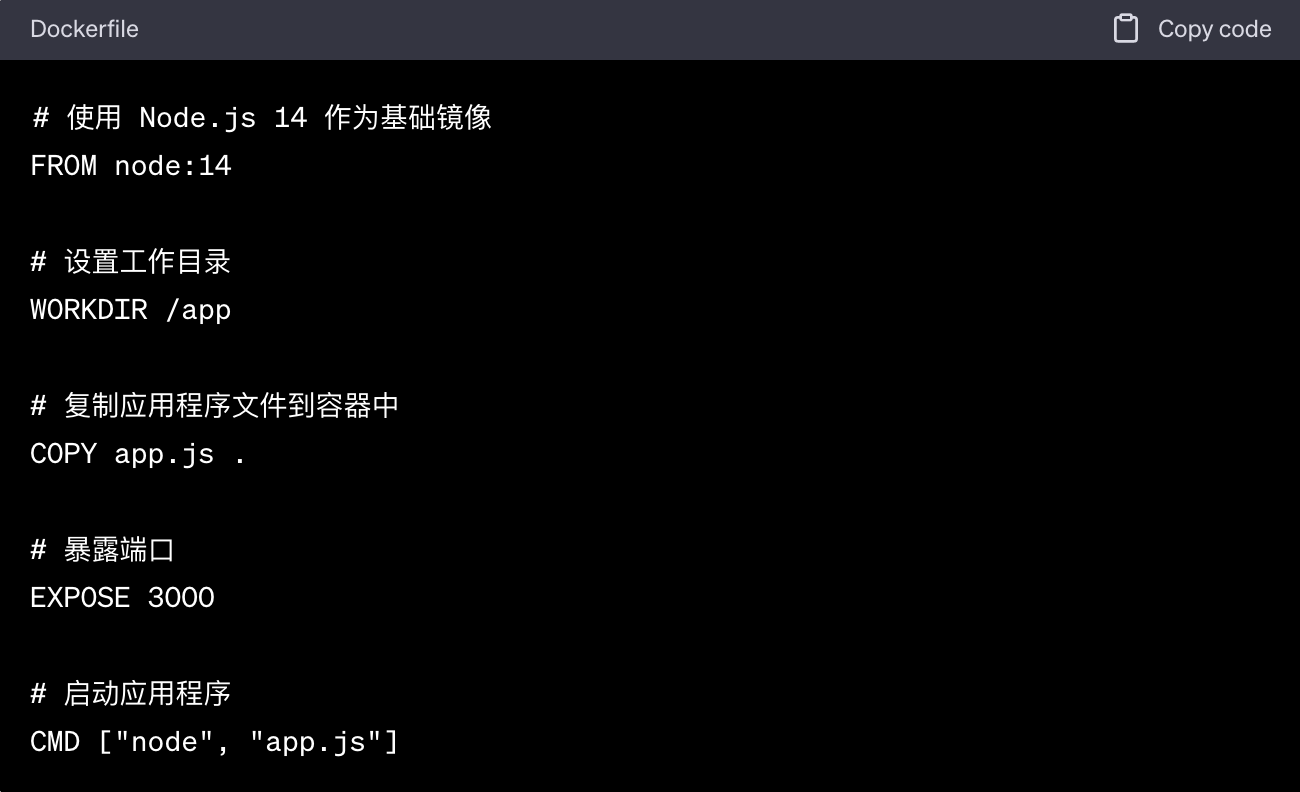 Dockerfile
Copy code
# 使用 Node.js 14 作为基础镜像
FROM node:14
# 设置工作目录
WORKDIR /app
# 复制应用程序文件到容器中
COPY app.js .
# 暴露端口
EXPOSE 3000
# 启动应用程序
CMD ["node", "app.js"]